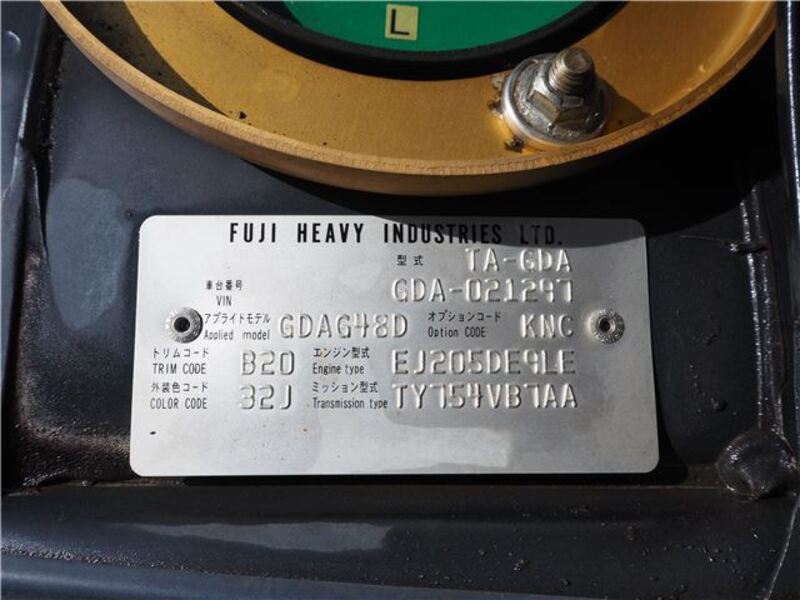 L
FUJI HEAVY INDUSTRIES LTD.
型式 TA-GDA
車台番号 VIN GDA-021297
アプライドモデル Applied model GDAG48D オプションコード Option CODE KNC
トリムコード TRIM CODE B20 エンジン型式 Engine type EJ205DE9LE
外装色コード COLOR CODE 32J ミッション型式 Transmission type TY754VB7AA